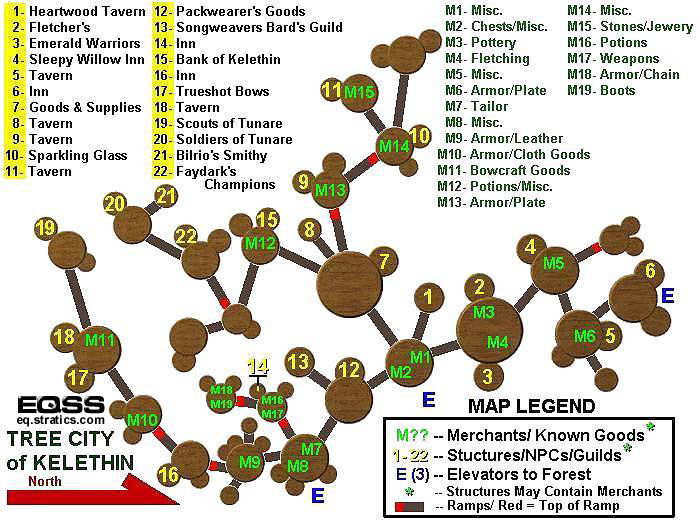 1- Heartwood Tavern
2- Fletcher's
3- Emerald Warriors
4- Sleepy Willow Inn
5- Tavern
6- Inn
7- Goods & Supplies
8- Tavern
9- Tavern
10- Sparkling Glass
11- Tavern
12- Packwearer's Goods
13- Songweavers Bard's Guild
14- Inn
15- Bank of Kelethin
16- Inn
17- Trueshot Bows
18- Tavern
19- Scouts of Tunare
20- Soldiers of Tunare
21- Bilrio's Smithy
22- Faydark's
Champions
M1- Misc.
M2- Chests/Misc.
M3- Pottery
M4- Fletching
M5- Misc.
M6- Armor/Plate
M7- Tailor
M8- Misc.
M9- Armor/Leather
M10- Armor/Cloth Goods
M11- Bowcraft Goods
M12- Potions/Misc.
M13- Armor/Plate
M14- Misc.
M15- Stones/Jewery
M16- Potions
M17- Weapons
M18- Armor/Chain
M19- Boots
11
M15
10
M14
9
M13
21
20
19
22
15
M12
8
7
4
M5
6
E
1
2
M3
M4
3
M6
5
18
M11
17
14
M18
M19
M16
M17
13
12
M1
M2
E
M10
16
M9
M7
M8
E
EQSS
eq.stratics.com
TREE CITY
of KELETHIN
North
MAP LEGEND
M?? -- Merchants/ Known Goods*
1-22 -- Stuctures/NPCs/Guilds*
E (3) -- Elevators to Forest
* -- Structures May Contain Merchants
-- Ramps/ Red = Top of Ramp